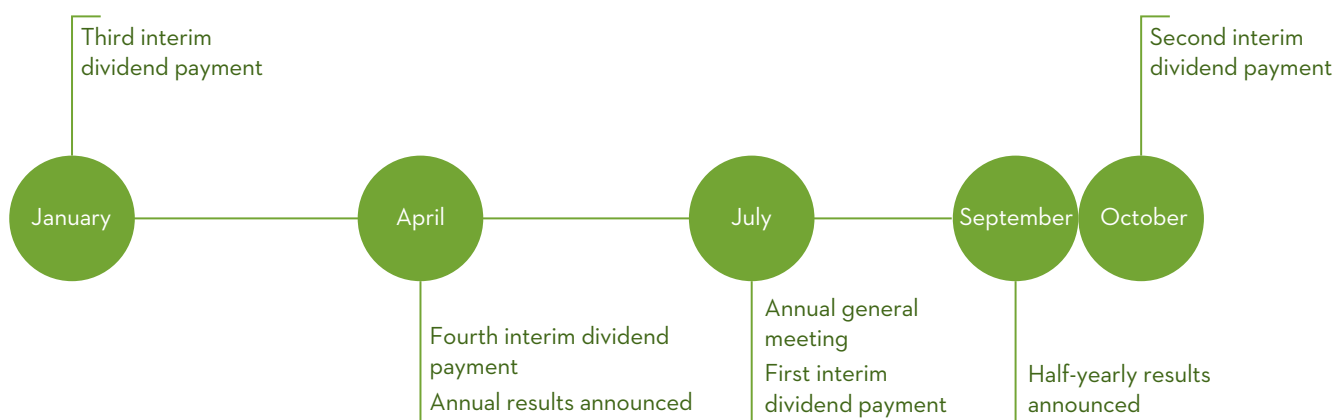 Third interim
dividend payment
Second interim
dividend payment
January
April
July
September
October
Fourth interim dividend
payment
Annual results announced
Annual general
meeting
First interim
dividend payment
Half-yearly results
announced